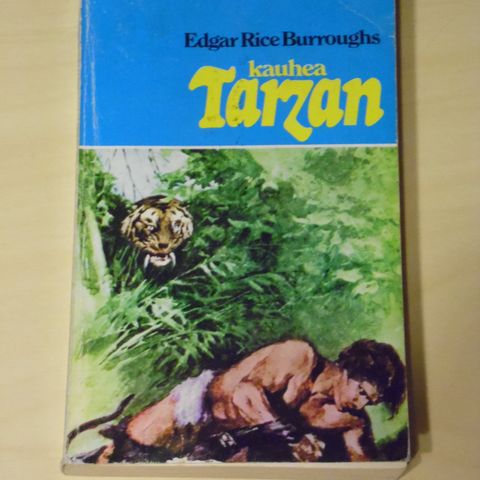 Edgar Rice Burroughs
kauhea
Tarzan